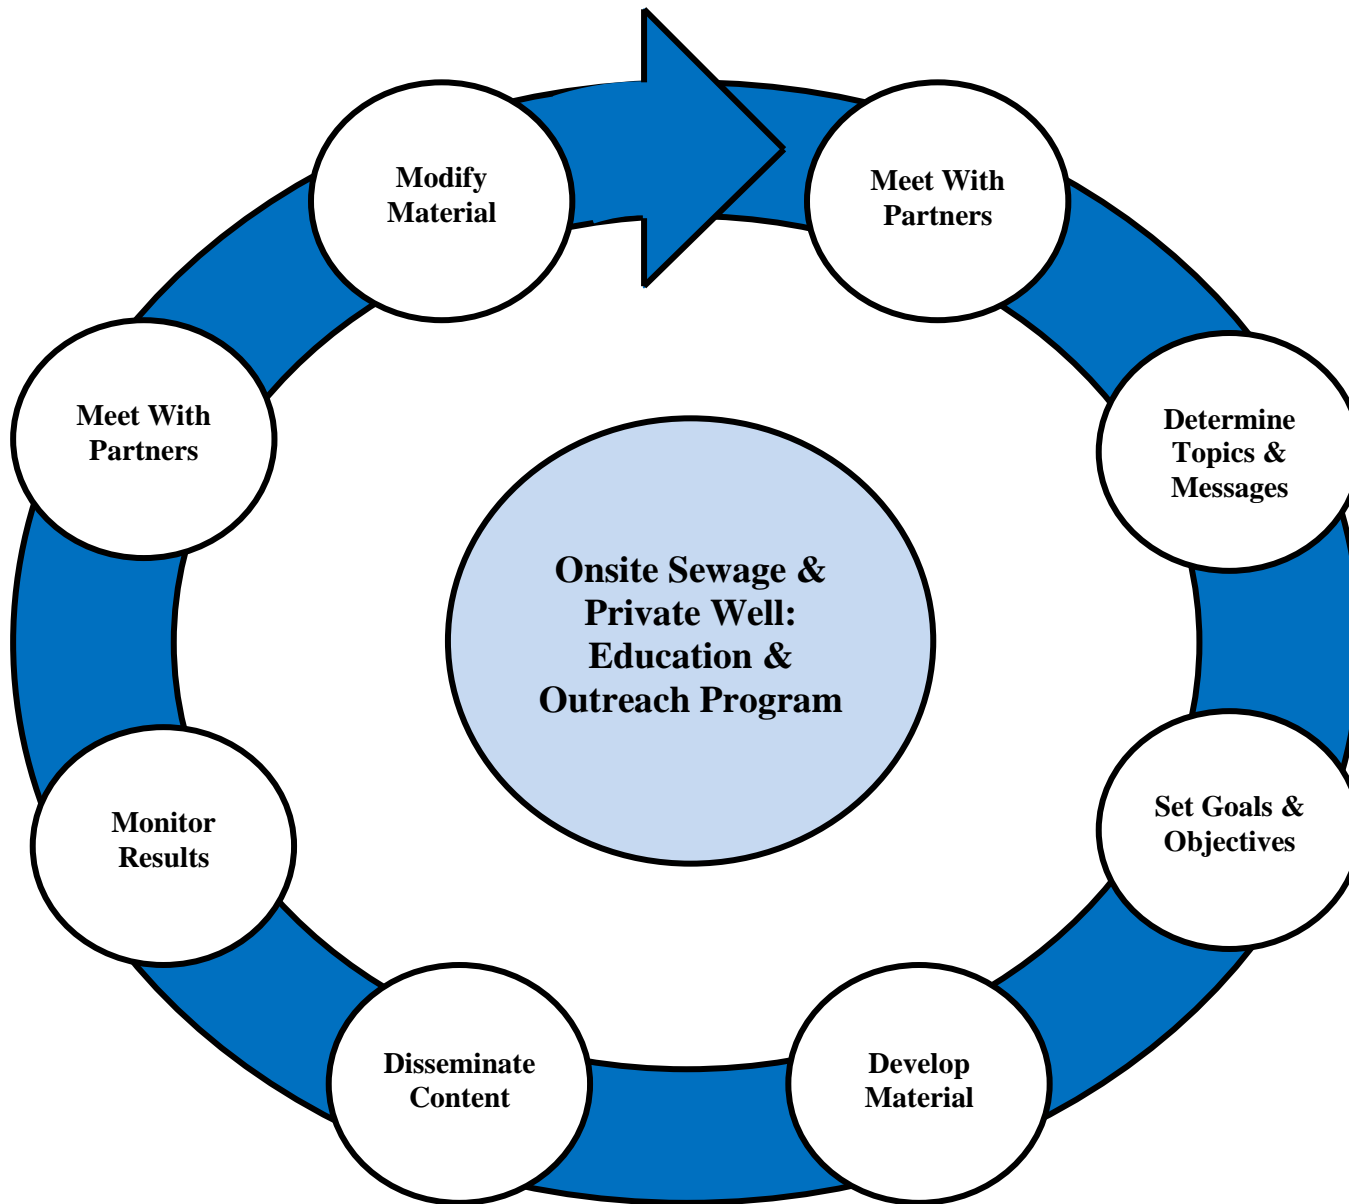 Modify
Material
Meet With
Partners
Determine
Topics &
Messages
Set Goals &
Objectives
Develop
Material
Disseminate
Content
Monitor
Results
Meet With
Partners
Onsite Sewage &
Private Well:
Education &
Outreach Program